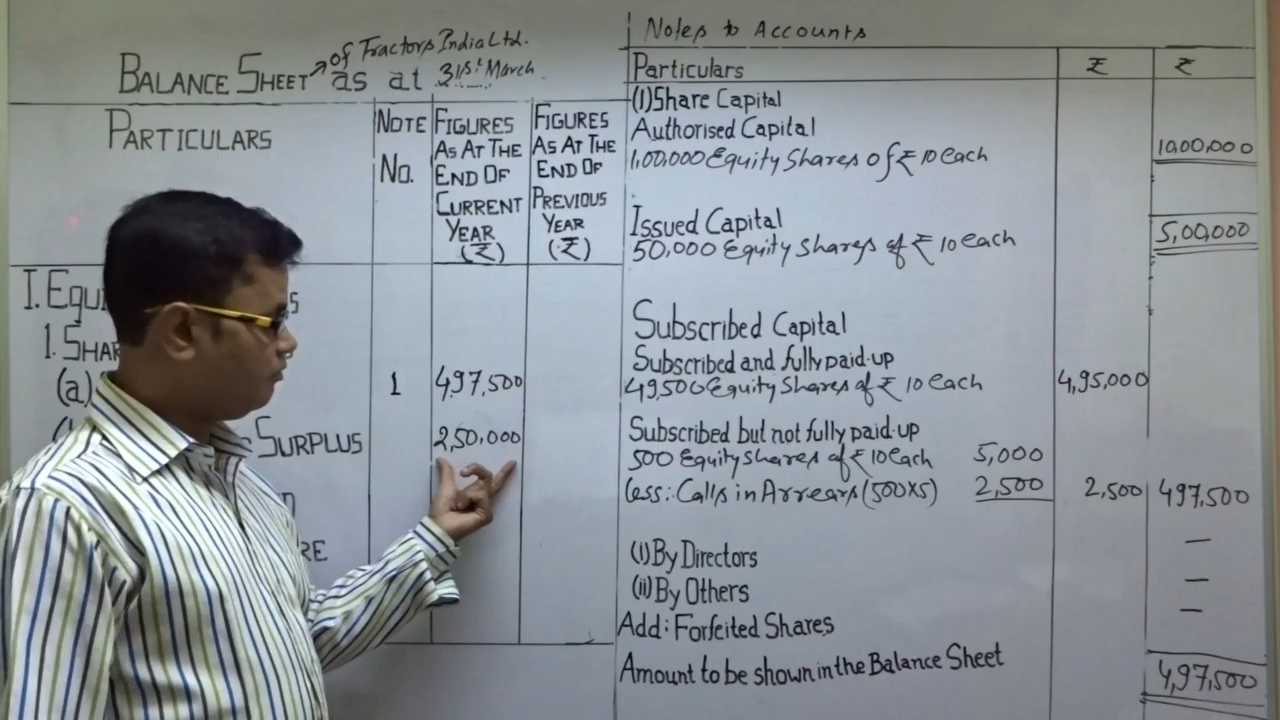 BALANCE SHEET of Tractors India Ltd.
as at 31st March
PARTICULARS
NOTE
No.
FIGURES
AS AT THE
END OF
CURRENT
YEAR
(₹)
FIGURES
AS AT THE
END OF
PREVIOUS
YEAR
(₹)
I. EQU
1. SHA
(a) 1 4,97,500
SURPLUS 2,50,000
RE
Notes to Accounts
Particulars ₹ ₹
(1) Share Capital
Authorised Capital
1,00,000 Equity Shares of ₹ 10 each 10,00,000
Issued Capital
50,000 Equity Shares of ₹ 10 each 5,00,000
Subscribed Capital
Subscribed and fully paid-up
49,500 Equity Shares of ₹ 10 each 4,95,000
Subscribed but not fully paid-up
500 Equity Shares of ₹ 10 each 5,000
Less: Calls in Arrears (500X5) 2,500 2,500 497,500
(i) By Directors —
(ii) By Others —
Add: Forfeited Shares —
Amount to be shown in the Balance Sheet 4,97,500